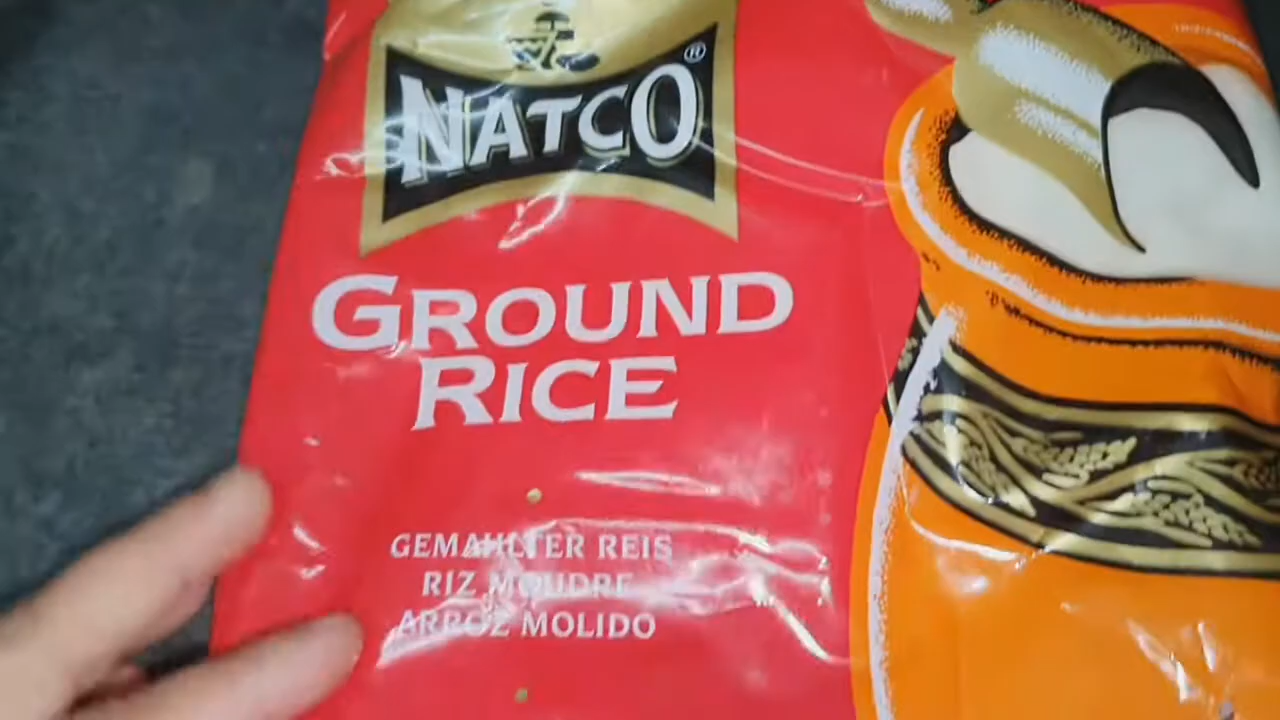 NATCO®
GROUND
RICE
GEMAHLTER REIS
RIZ MOUDRE
ARROZ MOLIDO